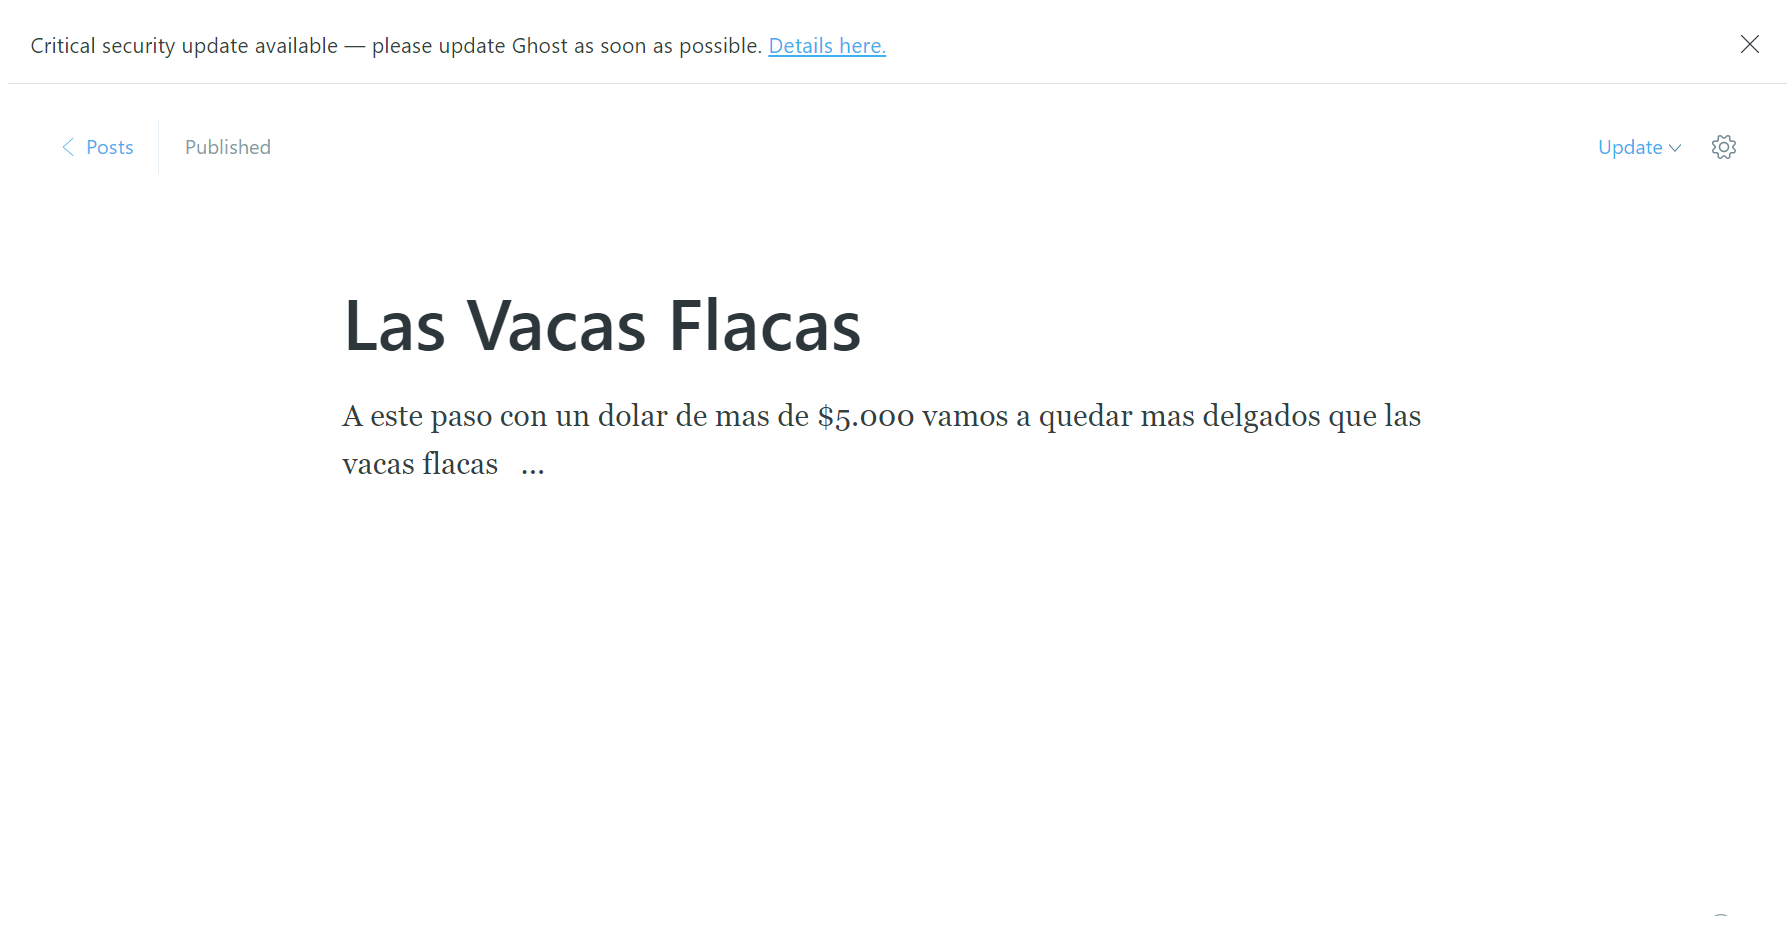 Critical security update available — please update Ghost as soon as possible. Details here.
Posts
Published
Update
Las Vacas Flacas
A este paso con un dolar de mas de $5.000 vamos a quedar mas delgados que las
vacas flacas ...